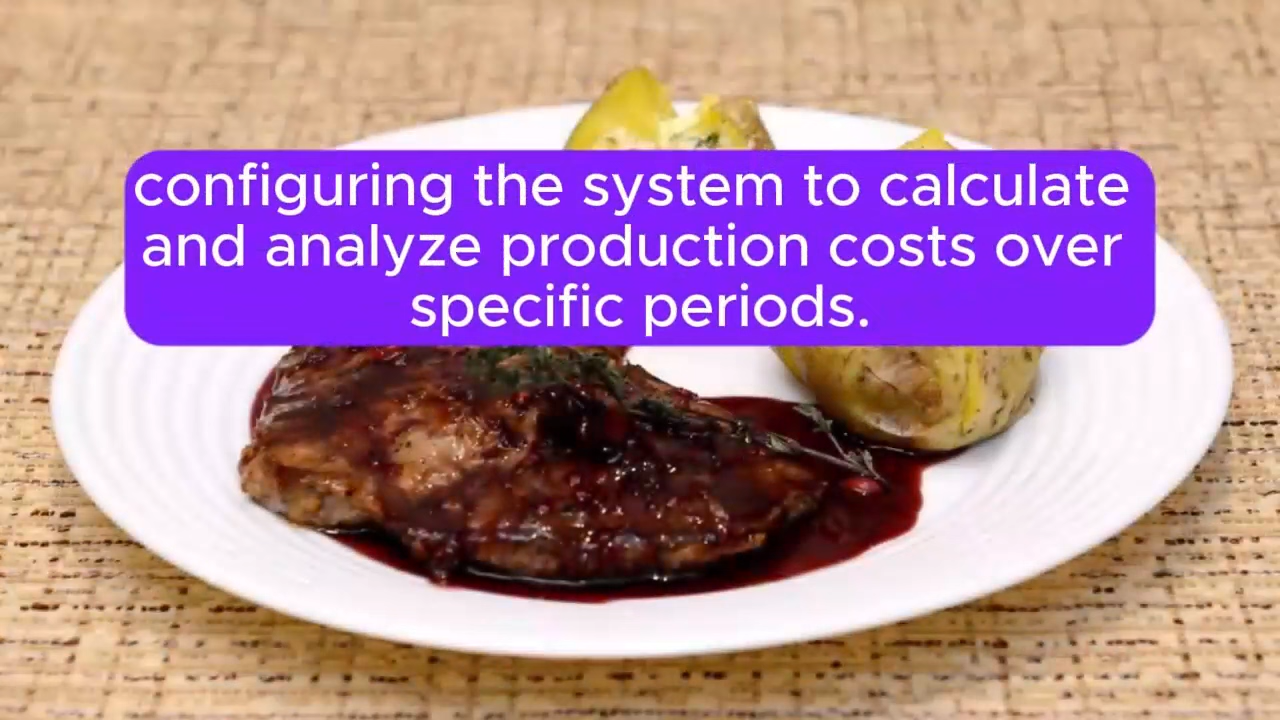 configuring the system to calculate
and analyze production costs over
specific periods.